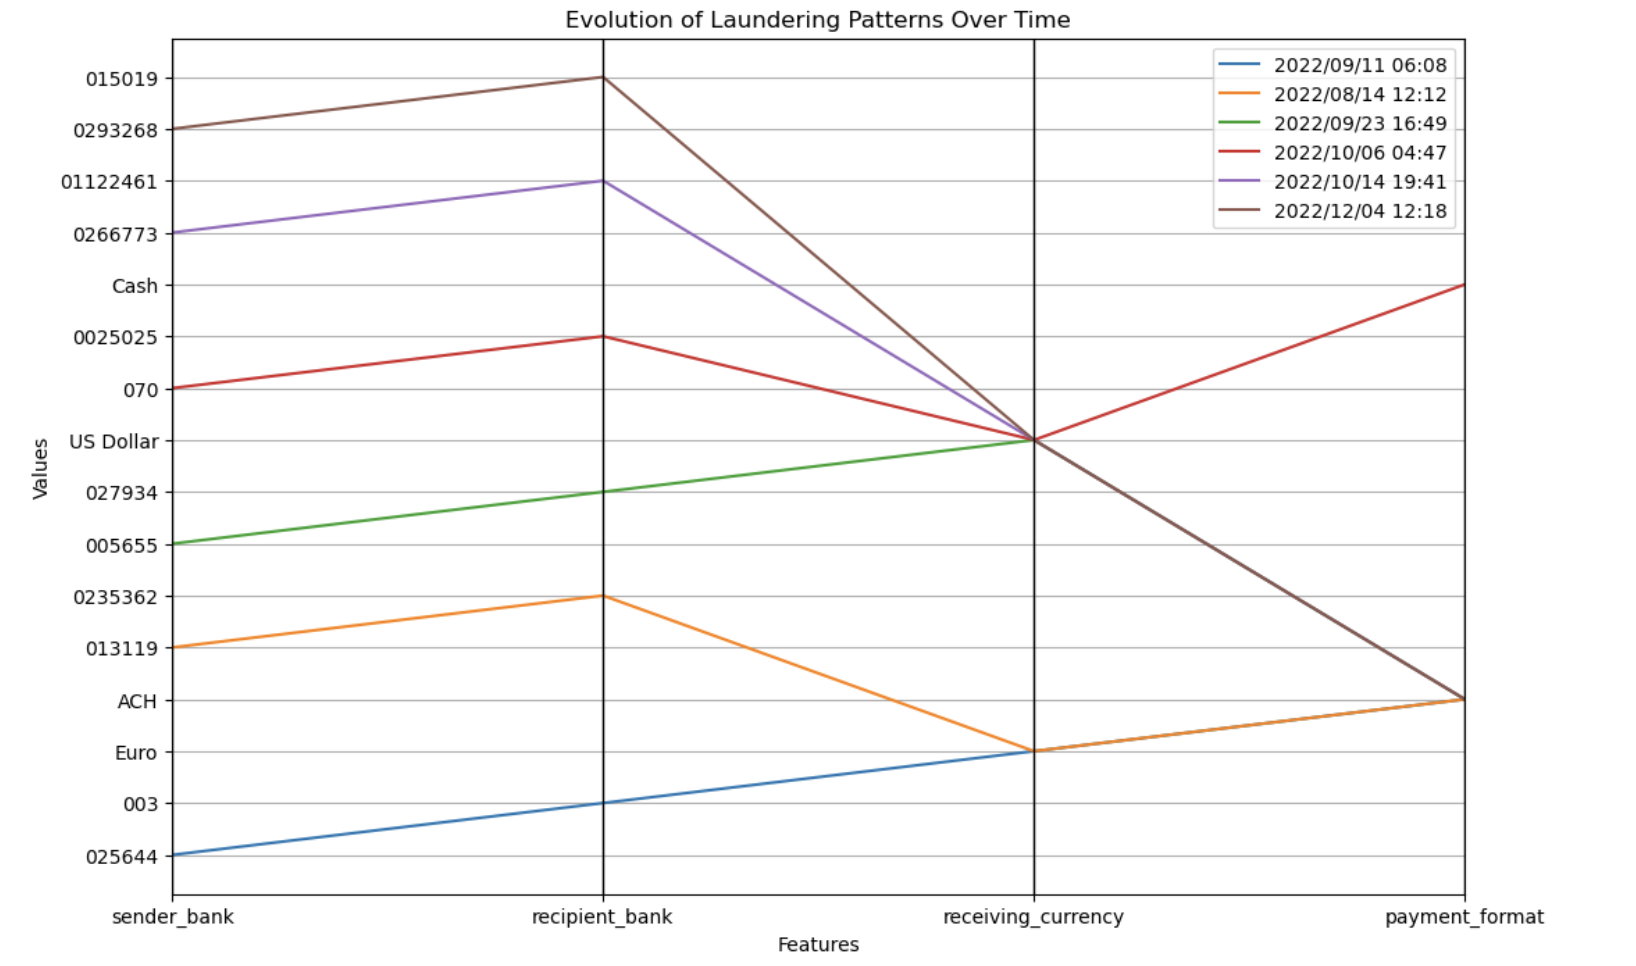 Evolution of Laundering Patterns Over Time
2022/09/11 06:08
2022/08/14 12:12
2022/09/23 16:49
2022/10/06 04:47
2022/10/14 19:41
2022/12/04 12:18
Values
015019
0293268
01122461
0266773
Cash
0025025
070
US Dollar
027934
005655
0235362
013119
ACH
Euro
003
025644
sender_bank
recipient_bank
receiving_currency
payment_format
Features